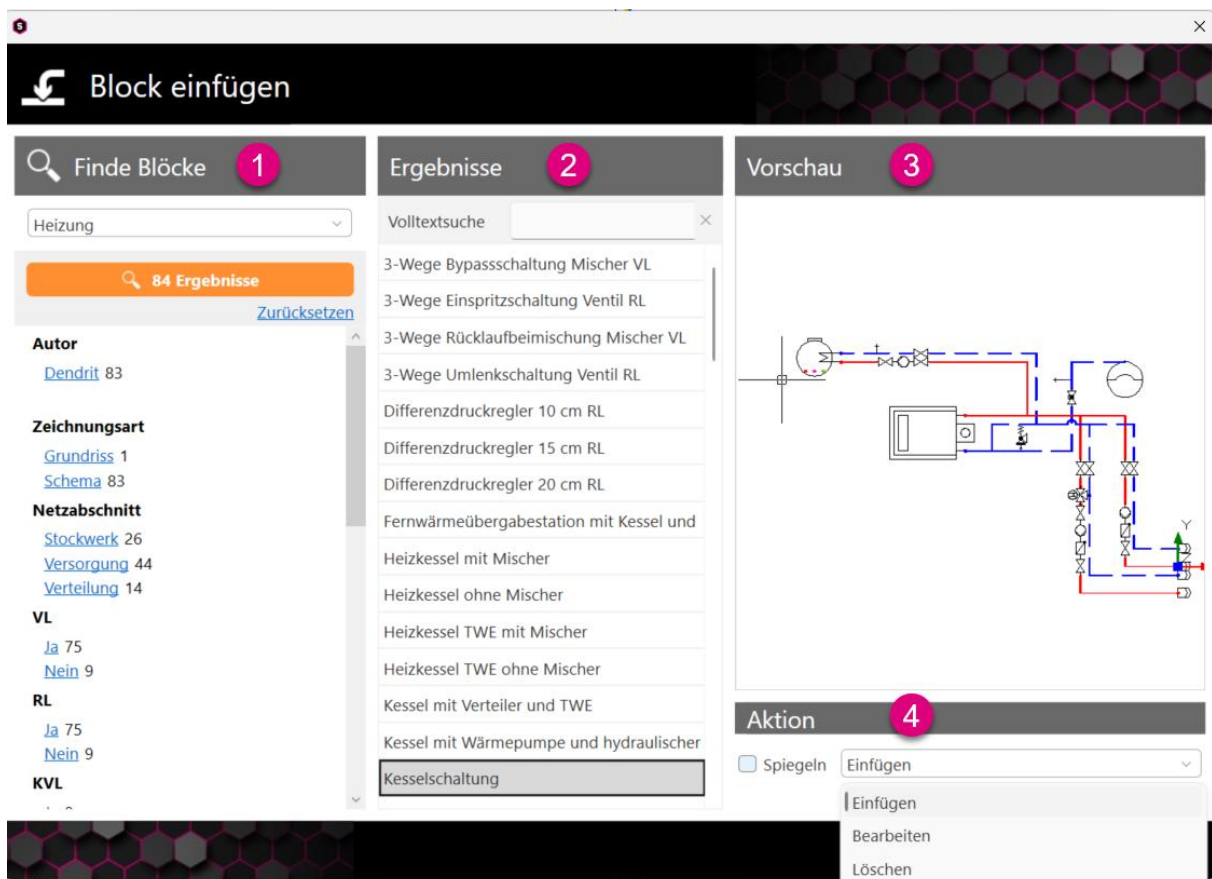 S
Block einfügen
Finde Blöcke 1
Heizung
84 Ergebnisse
Zurücksetzen
Autor
Dendrit 83
Zeichnungsart
Grundriss 1
Schema 83
Netzabschnitt
Stockwerk 26
Versorgung 44
Verteilung 14
VL
Ja 75
Nein 9
RL
Ja 75
Nein 9
KVL
Ergebnisse 2
Volltextsuche
3-Wege Bypassschaltung Mischer VL
3-Wege Einspritzschaltung Ventil RL
3-Wege Rücklaufbeimischung Mischer VL
3-Wege Umlenkschaltung Ventil RL
Differenzdruckregler 10 cm RL
Differenzdruckregler 15 cm RL
Differenzdruckregler 20 cm RL
Fernwärmeübergabestation mit Kessel und
Heizkessel mit Mischer
Heizkessel ohne Mischer
Heizkessel TWE mit Mischer
Heizkessel TWE ohne Mischer
Kessel mit Verteiler und TWE
Kessel mit Wärmepumpe und hydraulischer
Kesselschaltung
Vorschau 3
Y
Aktion 4
Spiegeln Einfügen
Einfügen
Bearbeiten
Löschen